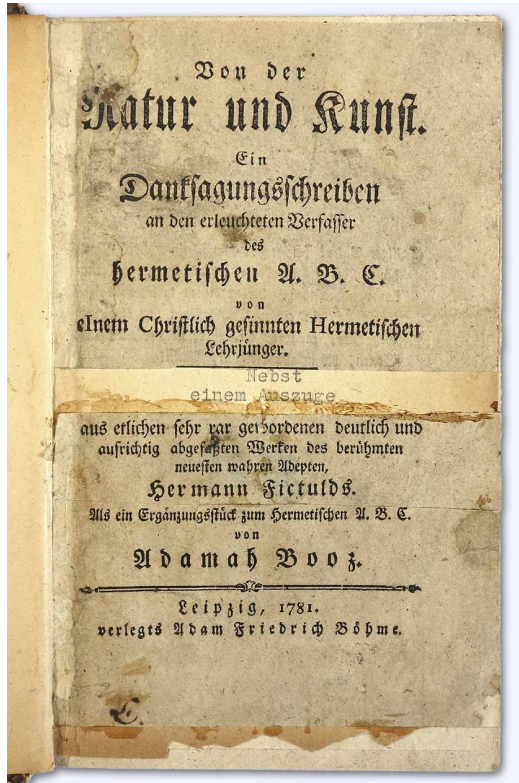 Von der
Natur und Kunst.
Ein
Danksagungsschreiben
an den erleuchteten Verfasser
des
hermetischen A. B. C.
von
eInem Christlich gesinnten Hermetischen
Lehrjünger.
Nebst
einem Auszuge
aus etlichen sehr rar gewordenen deutlich und
aufrichtig abgefaßten Werken des berühmten
neuesten wahren Adepten,
Hermann Fictulds.
Als ein Ergänzungsstück zum Hermetischen A. B. C.
von
Adamah Booz.
Leipzig, 1781.
verlegts Adam Friedrich Böhme.